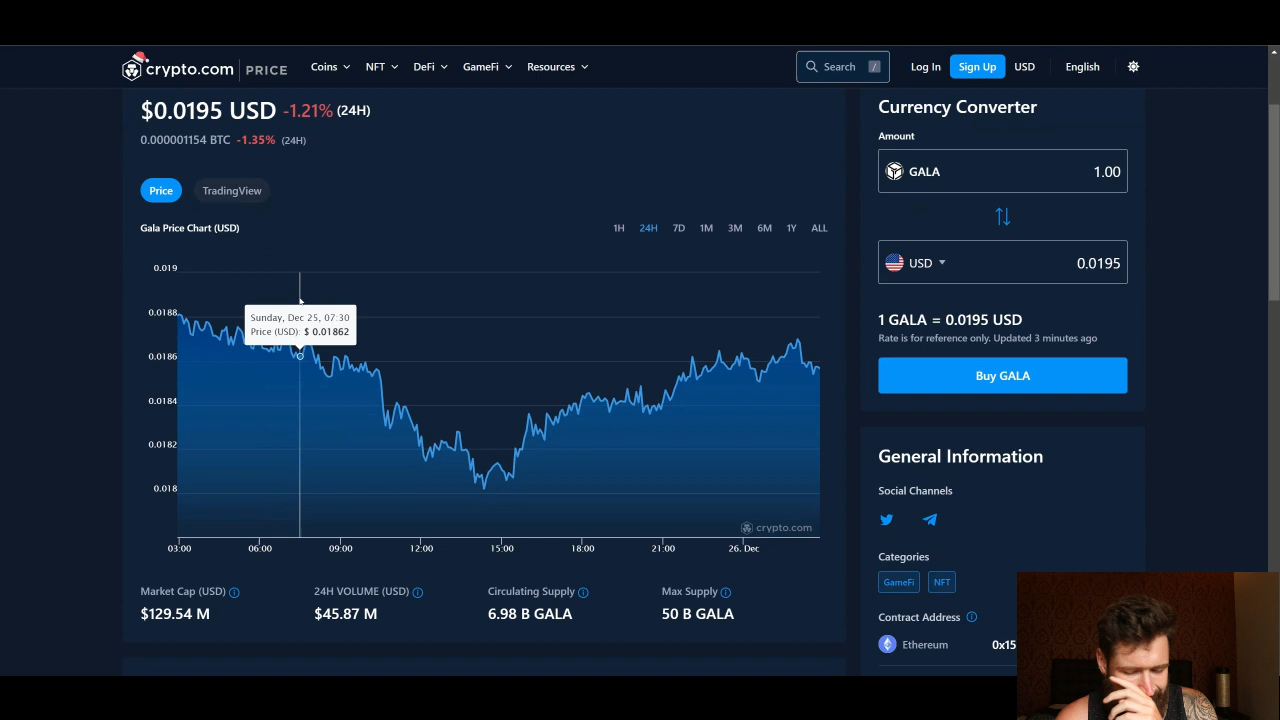 crypto.com | PRICE
Coins NFT DeFi GameFi Resources
Search /
Log In Sign Up USD English
$0.0195 USD -1.21% (24H)
0.000001154 BTC -1.35% (24H)
Price TradingView
Gala Price Chart (USD)
1H 24H 7D 1M 3M 6M 1Y ALL
0.019
0.0188
0.0186
0.0184
0.0182
0.018
Sunday, Dec 25, 07:30
Price (USD): $ 0.01862
crypto.com
03:00 06:00 09:00 12:00 15:00 18:00 21:00 26. Dec
Market Cap (USD) 24H VOLUME (USD) Circulating Supply Max Supply
$129.54 M $45.87 M 6.98 B GALA 50 B GALA
Currency Converter
Amount
GALA 1.00
USD 0.0195
1 GALA = 0.0195 USD
Rate is for reference only. Updated 3 minutes ago
Buy GALA
General Information
Social Channels
Categories
GameFi NFT
Contract Address
Ethereum 0x15